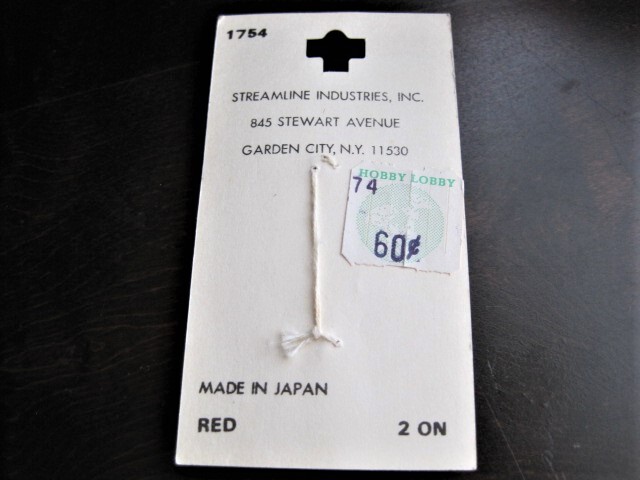 1754
STREAMLINE INDUSTRIES, INC.
845 STEWART AVENUE
GARDEN CITY, N.Y. 11530
HOBBY LOBBY
74
60¢
MADE IN JAPAN
RED 2 ON